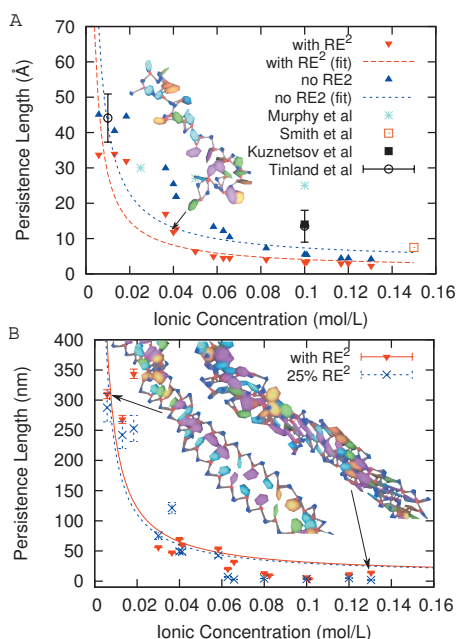 A
Persistence Length (Å)
70
60
50
40
30
20
10
0
with RE²
with RE² (fit)
no RE2
no RE2 (fit)
Murphy et al
Smith et al
Kuznetsov et al
Tinland et al
0 0.02 0.04 0.06 0.08 0.1 0.12 0.14 0.16
Ionic Concentration (mol/L)
B
Persistence Length (nm)
400
350
300
250
200
150
100
50
0
with RE²
25% RE²
0 0.02 0.04 0.06 0.08 0.1 0.12 0.14 0.16
Ionic Concentration (mol/L)